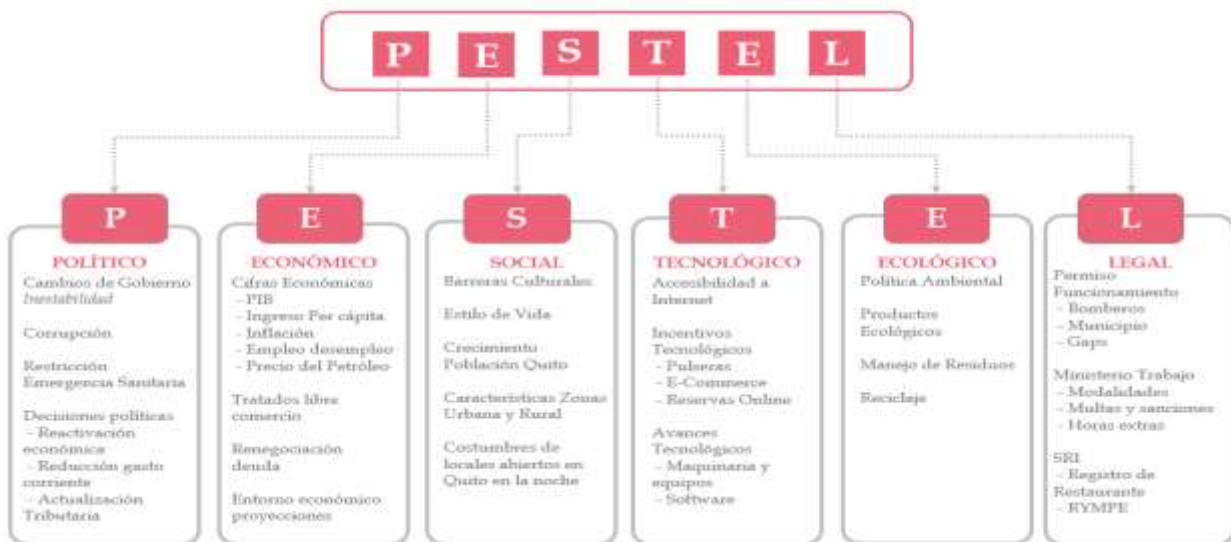 P E S T E L
P
POLÍTICO
Cambios de Gobierno
Inestabilidad
Corrupción
Restricción
Emergencia Sanitaria
Decisiones políticas
- Reactivación
económica
- Reducción gasto
corriente
- Actualización
Tributaria
E
ECONÓMICO
Cifras Económicas
- PIB
- Ingreso Per cápita
- Inflación
- Empleo desempleo
- Precio del Petróleo
Tratados libre
comercio
Renegociación
deuda
Entorno económico
proyecciones
S
SOCIAL
Barreras Culturales
Estilo de Vida
Crecimiento
Población Quito
Características Zonas
Urbana y Rural
Costumbres de
locales abiertos en
Quito en la noche
T
TECNOLÓGICO
Accesibilidad a
Internet
Incentivos
Tecnológicos
- Pulseras
- E-Commerce
- Reservas Online
Avances
Tecnológicos
- Maquinaria y
equipos
- Software
E
ECOLÓGICO
Política Ambiental
Productos
Ecológicos
Manejo de Residuos
Reciclaje
L
LEGAL
Permiso
Funcionamiento
- Bomberos
- Municipio
- Gaps
Ministerio Trabajo
- Modalidades
- Multas y sanciones
- Horas extras
SRI
- Registro de
Restaurante
- RYMPE